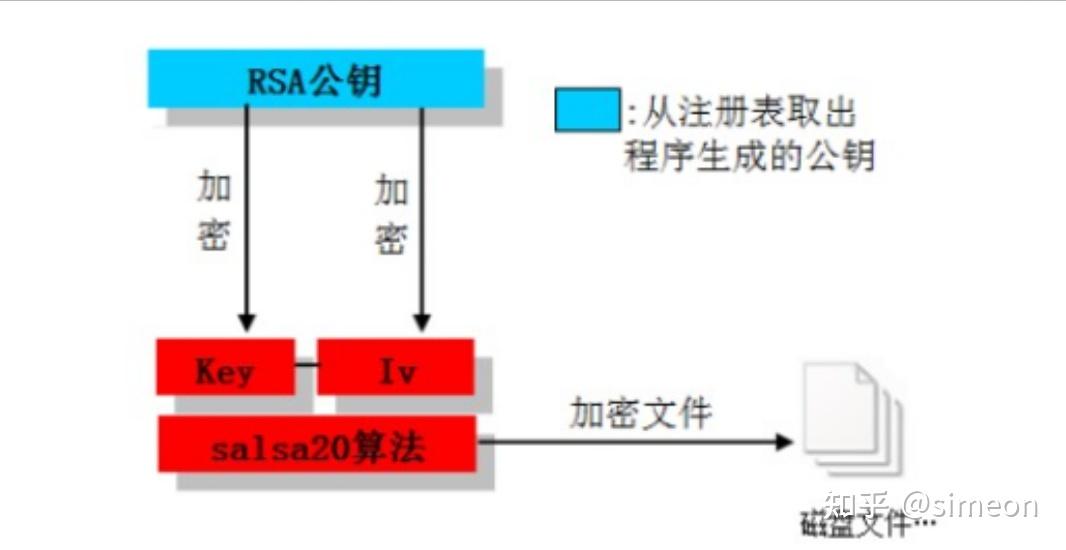 RSA公钥
:从注册表取出
程序生成的公钥
加密
加密
Key
Iv
salsa20算法
加密文件
磁盘文件…
知乎 @simeon